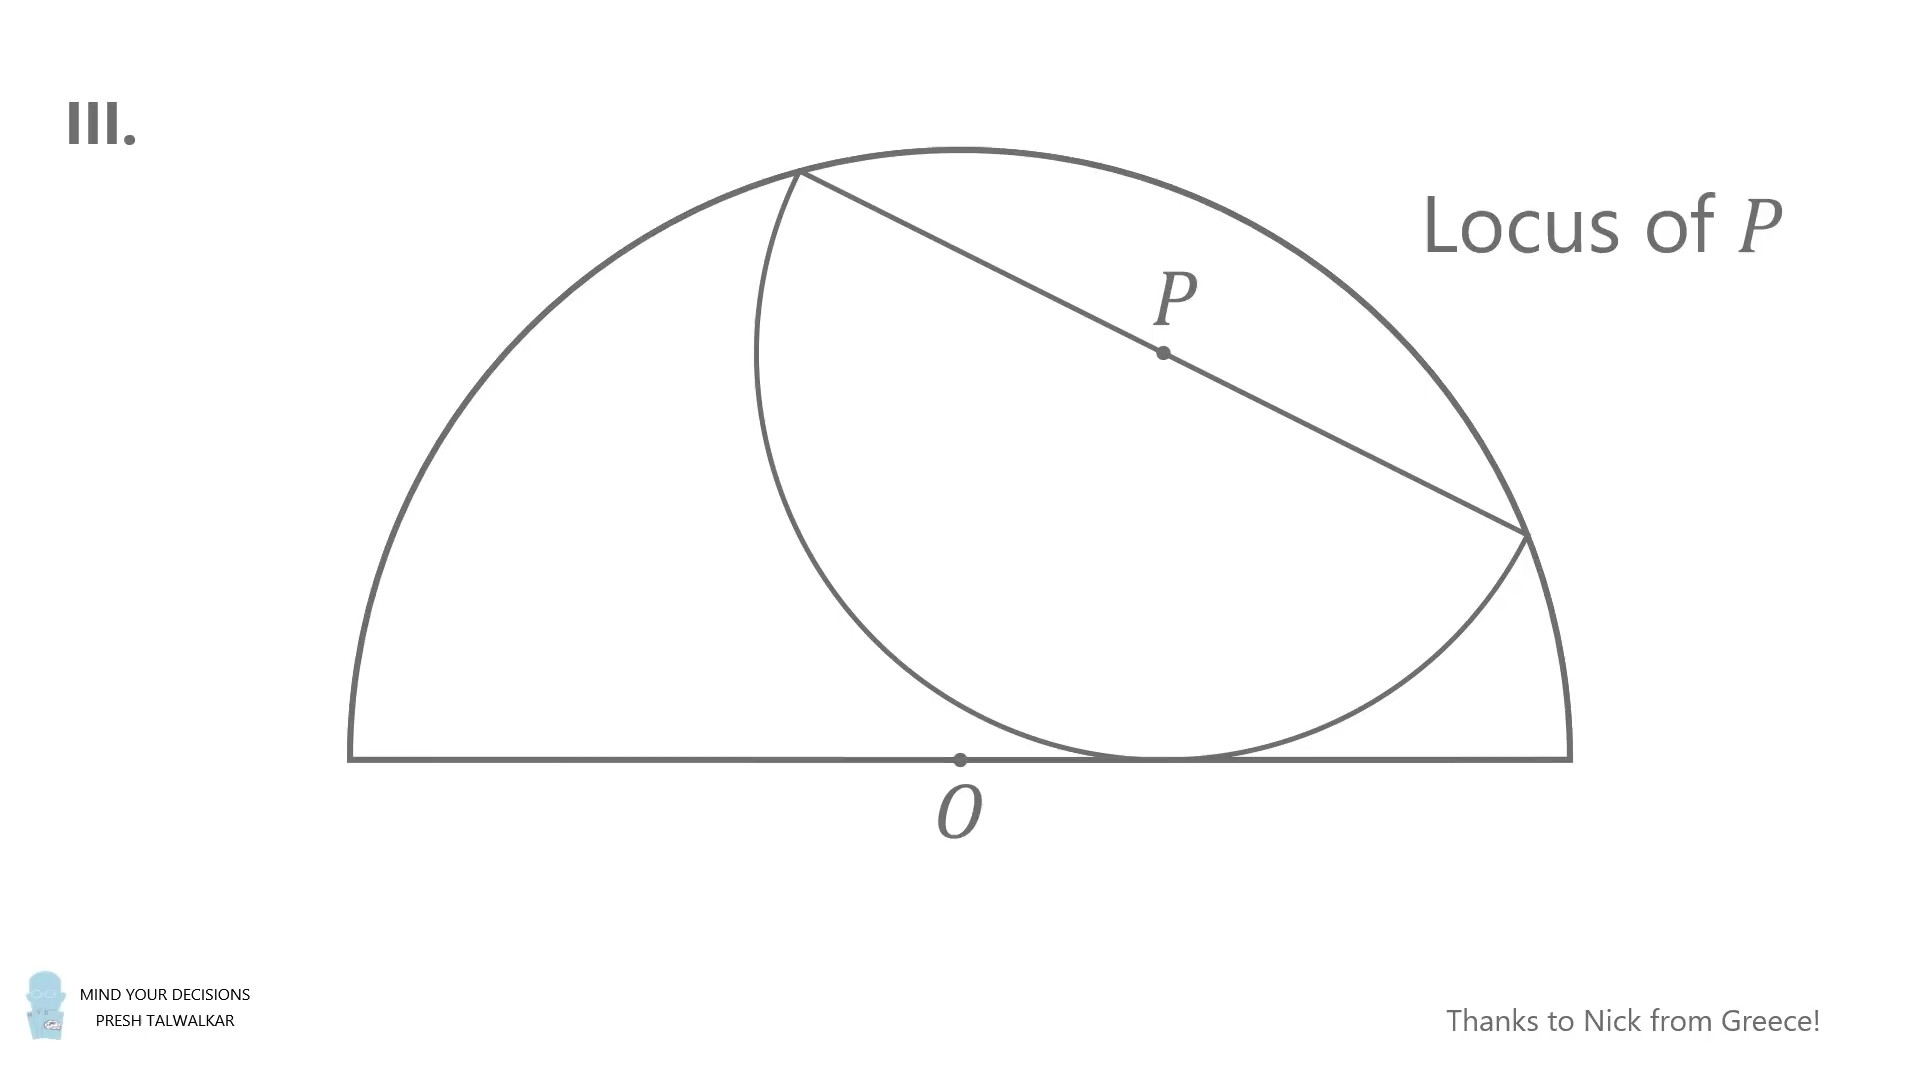 III.
Locus of P
P
O
MIND YOUR DECISIONS
PRESH TALWALKAR
Thanks to Nick from Greece!